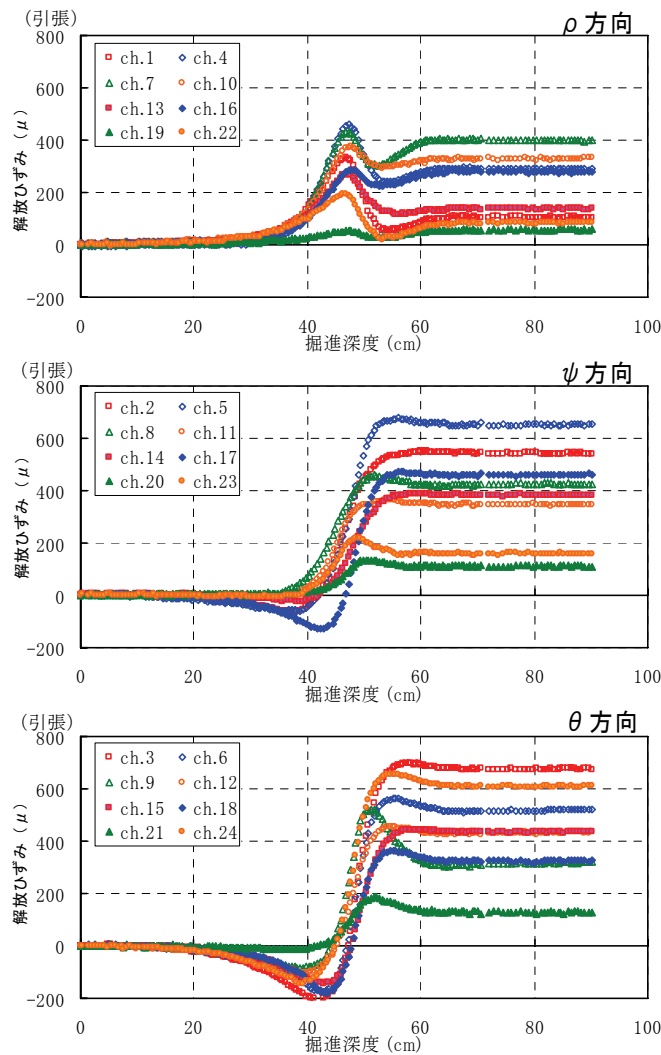 (引張)
ρ 方向
800
600
400
200
0
-200
解放ひずみ (μ)
ch.1 ch.4
ch.7 ch.10
ch.13 ch.16
ch.19 ch.22
0 20 40 60 80 100
掘進深度 (cm)
(引張)
ψ 方向
800
600
400
200
0
-200
解放ひずみ (μ)
ch.2 ch.5
ch.8 ch.11
ch.14 ch.17
ch.20 ch.23
0 20 40 60 80 100
掘進深度 (cm)
(引張)
θ 方向
800
600
400
200
0
-200
解放ひずみ (μ)
ch.3 ch.6
ch.9 ch.12
ch.15 ch.18
ch.21 ch.24
0 20 40 60 80 100
掘進深度 (cm)